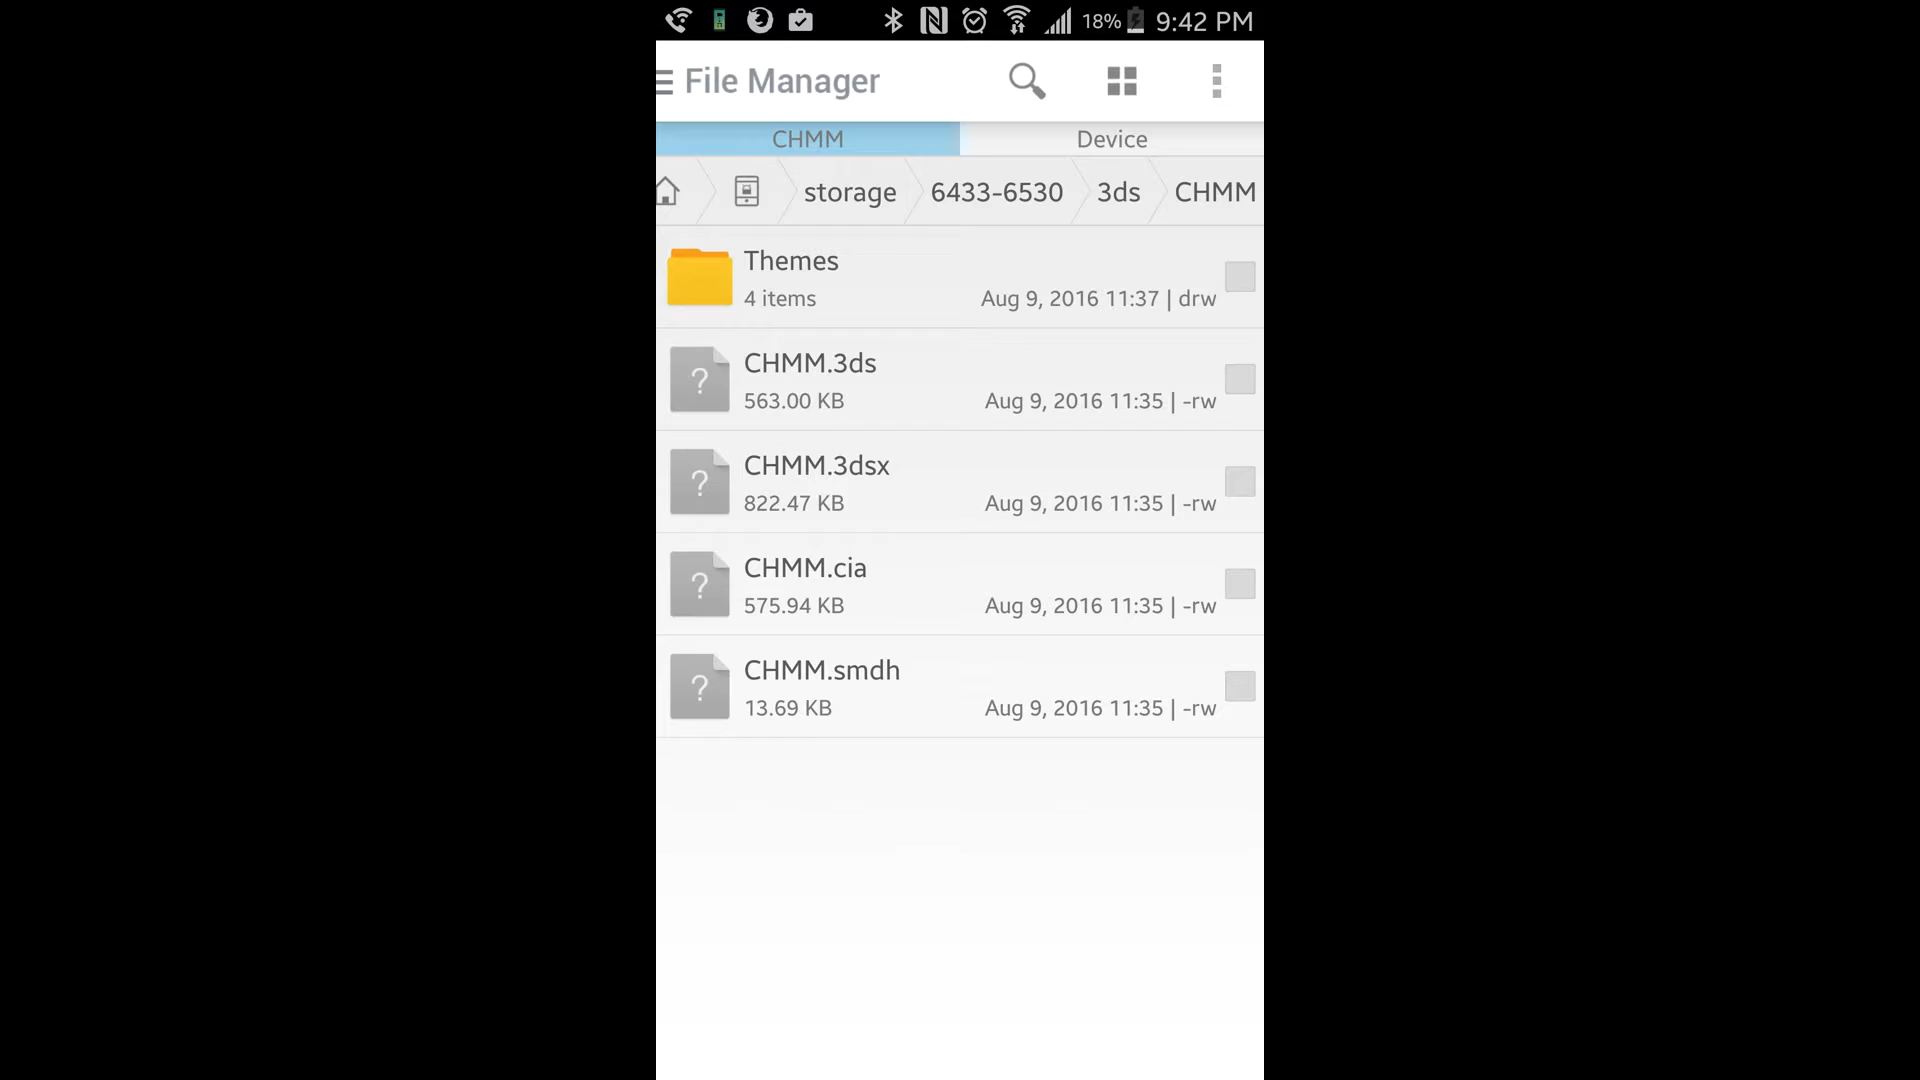 18% 9:42 PM
File Manager
CHMM Device
storage 6433-6530 3ds CHMM
Themes
4 items Aug 9, 2016 11:37 | drw
? CHMM.3ds
563.00 KB Aug 9, 2016 11:35 | -rw
? CHMM.3dsx
822.47 KB Aug 9, 2016 11:35 | -rw
? CHMM.cia
575.94 KB Aug 9, 2016 11:35 | -rw
? CHMM.smdh
13.69 KB Aug 9, 2016 11:35 | -rw